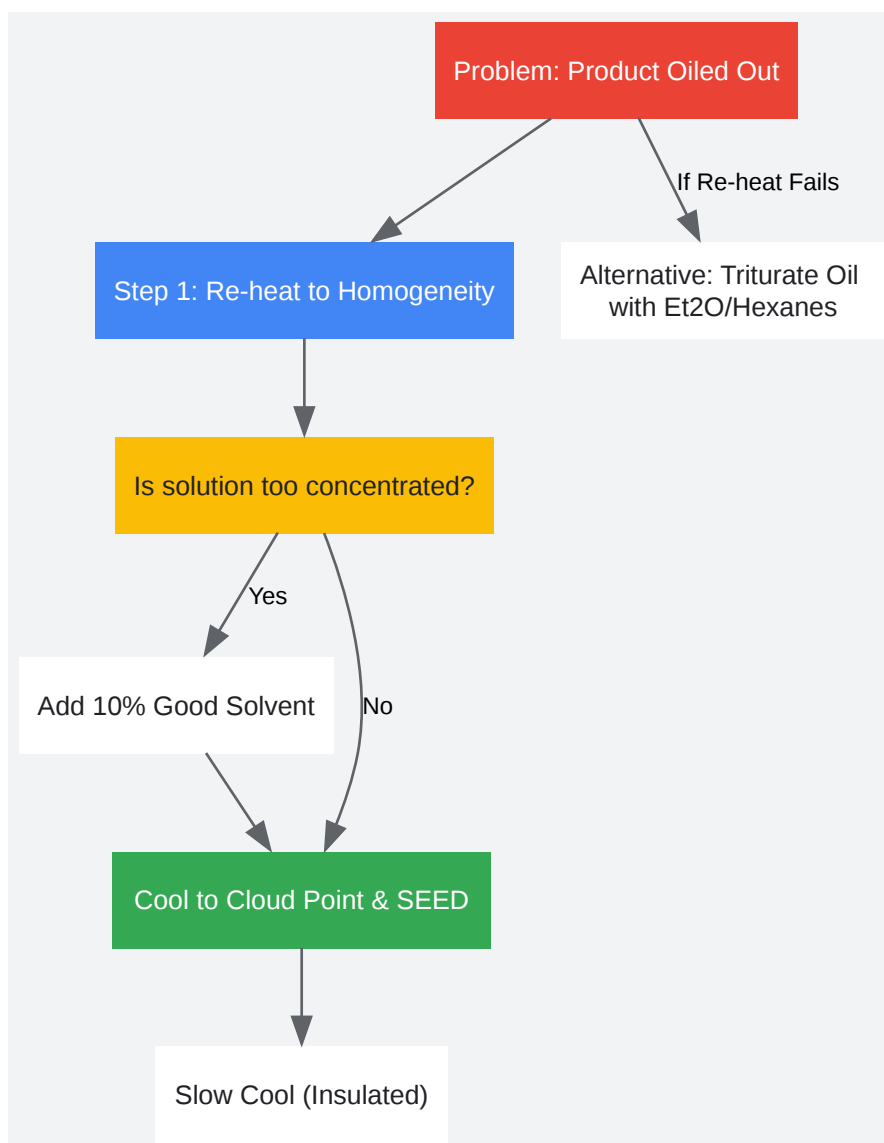 Problem: Product Oiled Out
If Re-heat Fails
Step 1: Re-heat to Homogeneity
Alternative: Triturate Oil
with Et2O/Hexanes
Is solution too concentrated?
Yes
Add 10% Good Solvent
No
Cool to Cloud Point & SEED
Slow Cool (Insulated)